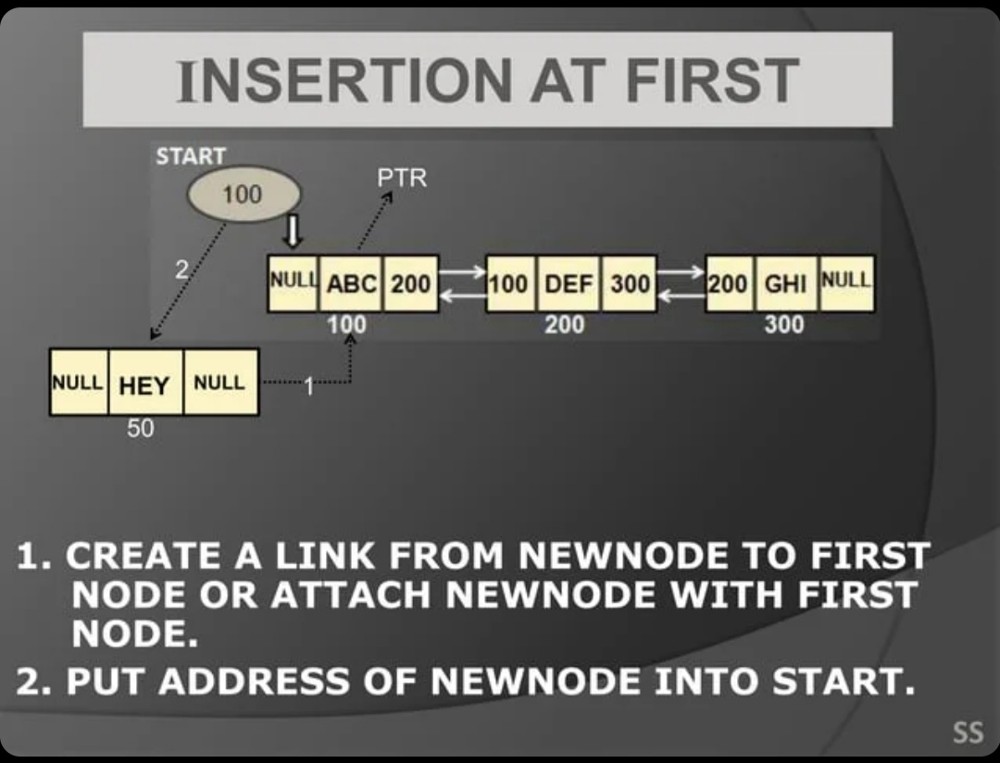 INSERTION AT FIRST
START
100
PTR
2
NULL ABC 200 100 DEF 300 200 GHI NULL
100 200 300
NULL HEY NULL
1
50
1. CREATE A LINK FROM NEWNODE TO FIRST
NODE OR ATTACH NEWNODE WITH FIRST
NODE.
2. PUT ADDRESS OF NEWNODE INTO START.
SS